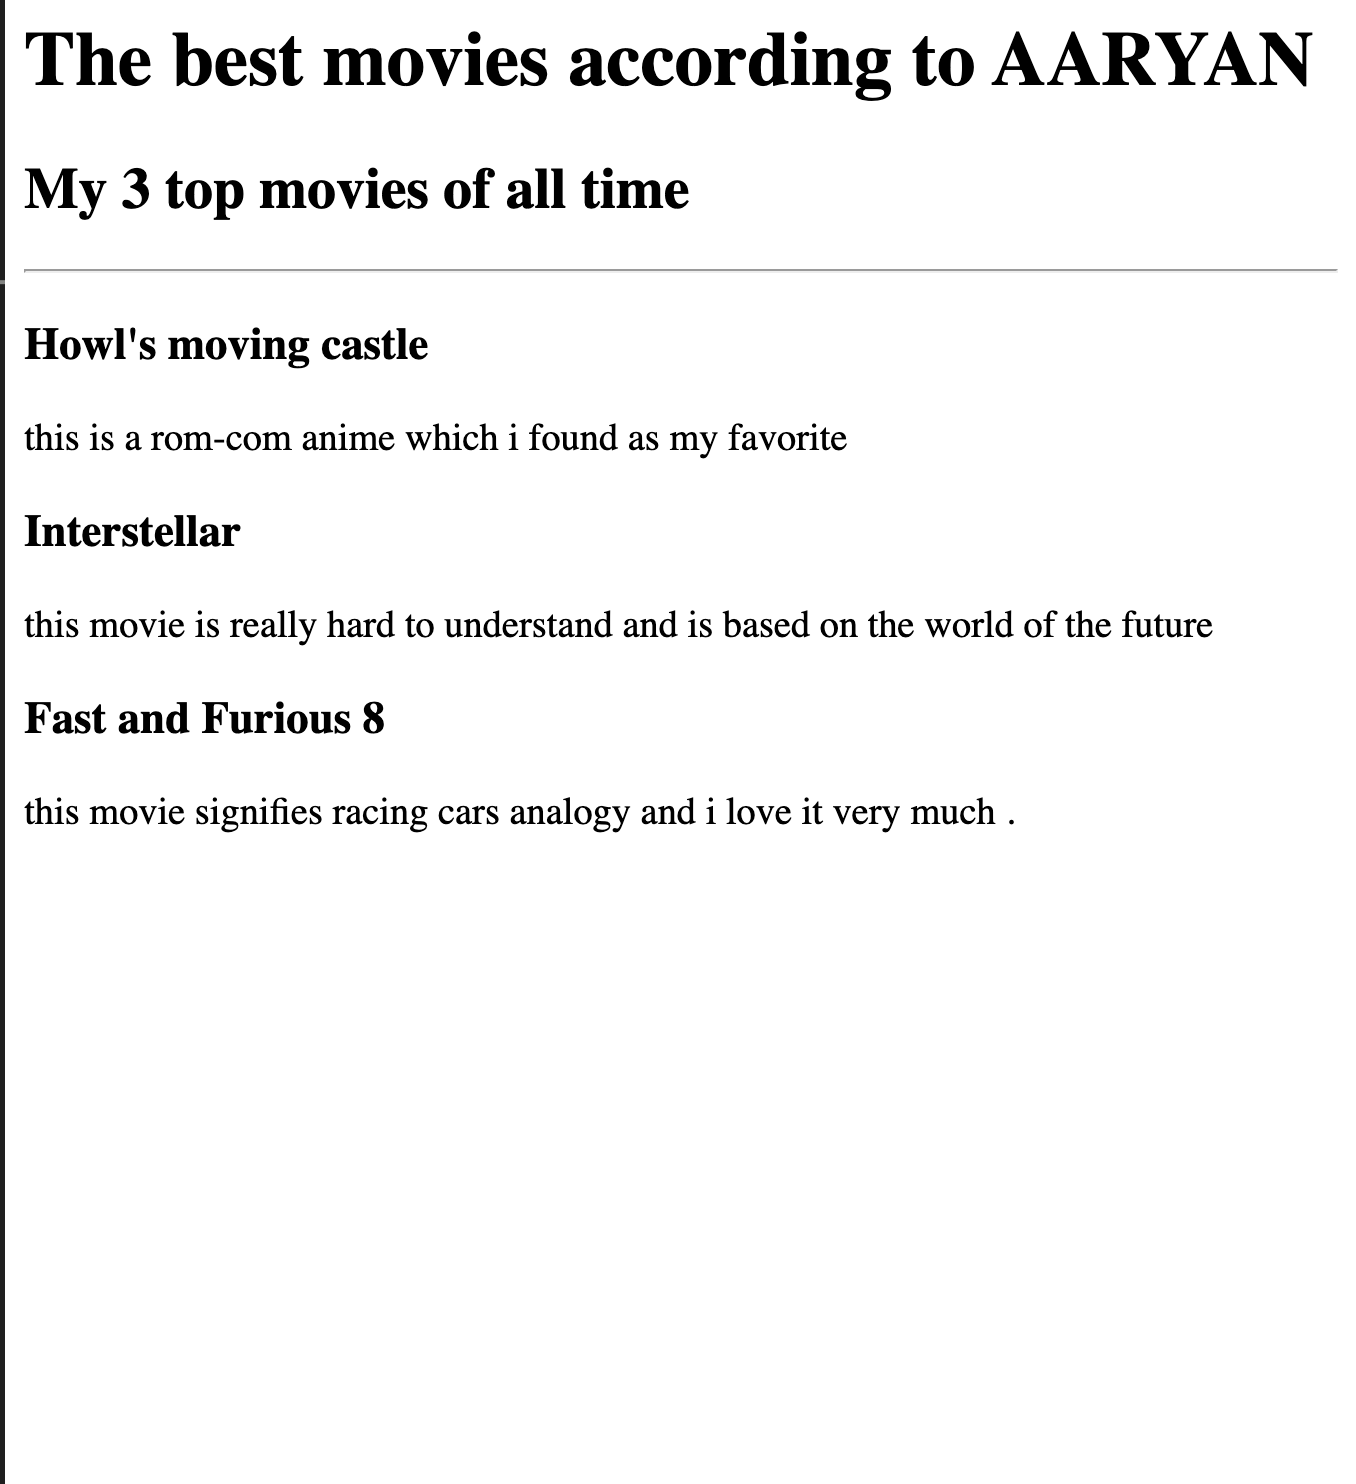 The best movies according to AARYAN
My 3 top movies of all time
Howl's moving castle
this is a rom-com anime which i found as my favorite
Interstellar
this movie is really hard to understand and is based on the world of the future
Fast and Furious 8
this movie signifies racing cars analogy and i love it very much .